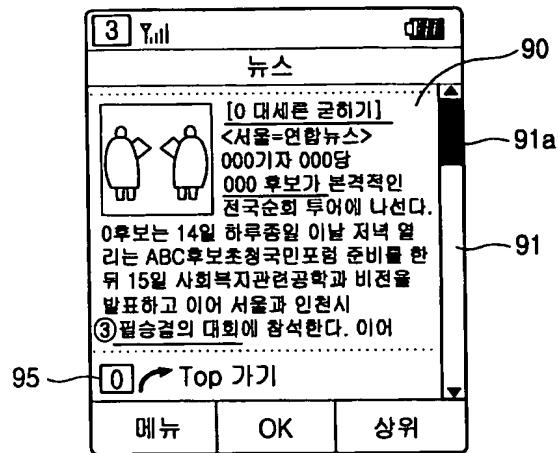 3
뉴스
90
[0 대세론 굳히기]
<서울=연합뉴스>
000기자 000당
000 후보가 본격적인
전국순회 투어에 나선다.
0후보는 14일 하루종일 이날 저녁 열
리는 ABC후보초청국민포럼 준비를 한
뒤 15일 사회복지관련공학과 비전을
발표하고 이어 서울과 인천시
③필승결의 대회에 참석한다. 이어
91a
91
95
0 Top 가기
메뉴 OK 상위